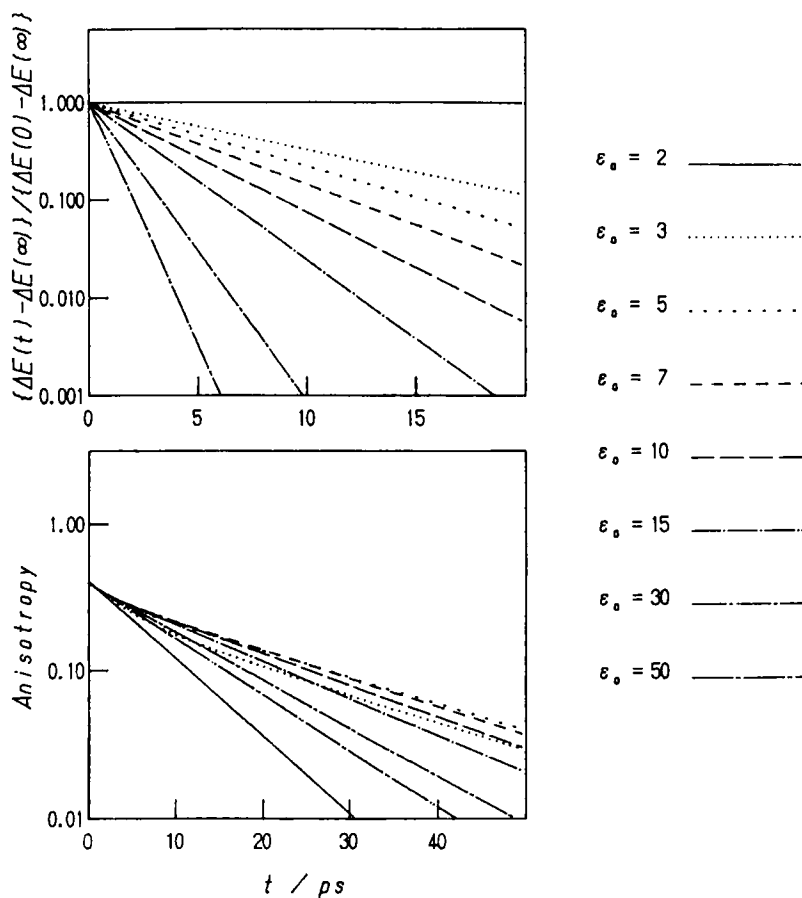 {ΔE(t)-ΔE(∞)}/{ΔE(0)-ΔE(∞)}
1.000
0.100
0.010
0.001
0
5
10
15
Anisotropy
1.00
0.10
0.01
0
10
20
30
40
t / ps
ε₀ = 2
ε₀ = 3
ε₀ = 5
ε₀ = 7
ε₀ = 10
ε₀ = 15
ε₀ = 30
ε₀ = 50